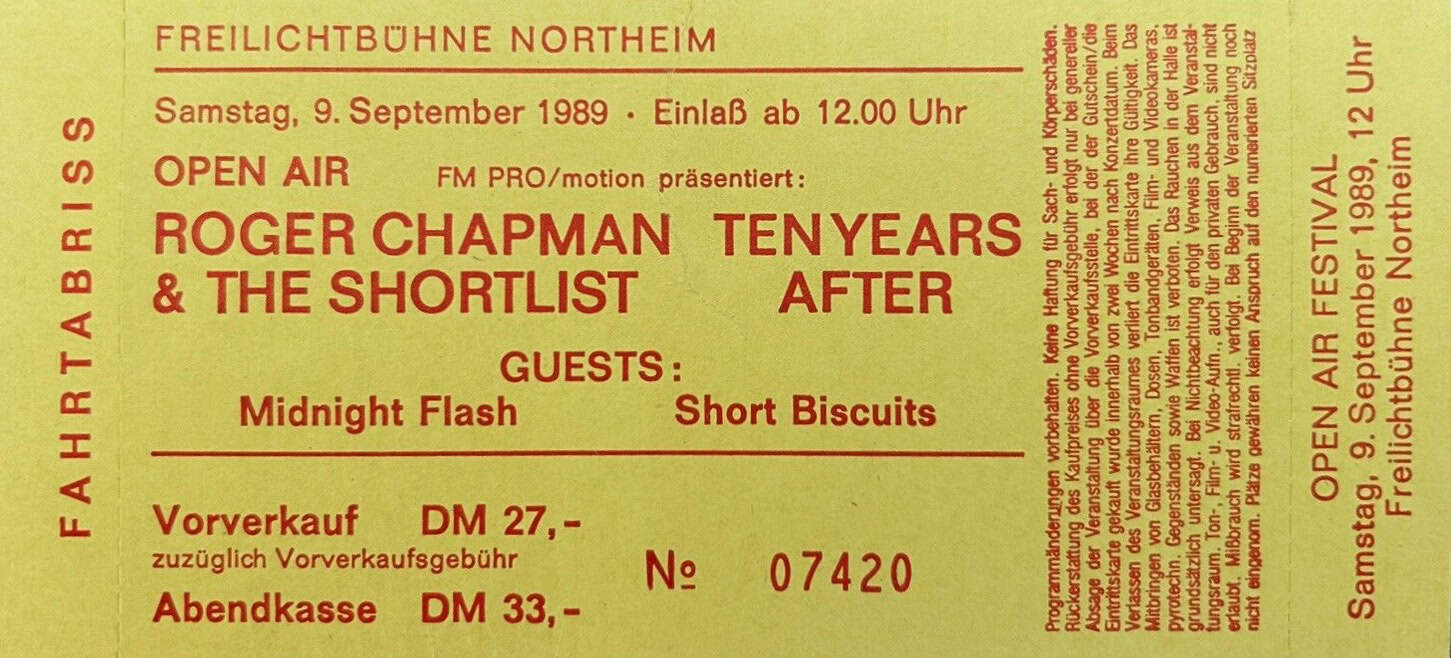 FAHRTABRISS
FREILICHTBÜHNE NORTHEIM
Samstag, 9. September 1989 · Einlaß ab 12.00 Uhr
OPEN AIR FM PRO/motion präsentiert:
ROGER CHAPMAN TEN YEARS
& THE SHORTLIST AFTER
GUESTS:
Midnight Flash Short Biscuits
Vorverkauf DM 27,-
zuzüglich Vorverkaufsgebühr
Abendkasse DM 33,-
№ 07420
Programmänderungen vorbehalten. Keine Haftung für Sach- und Körperschäden.
Rückerstattung des Kaufpreises ohne Vorverkaufsgebühr erfolgt nur bei genereller
Absage der Veranstaltung über die Vorverkaufsstelle, bei der der Gutschein/die
Eintrittskarte gekauft wurde innerhalb von zwei Wochen nach Konzertdatum. Beim
Verlassen des Veranstaltungsraumes verliert die Eintrittskarte ihre Gültigkeit. Das
Mitbringen von Glasbehältern, Dosen, Tonbandgeräten, Film- und Videokameras,
pyrotechn. Gegenständen sowie Waffen ist verboten. Das Rauchen in der Halle ist
grundsätzlich untersagt. Bei Nichtbeachtung erfolgt Verweis aus dem Veranstal-
tungsraum. Ton-, Film- u. Video-Aufn., auch für den privaten Gebrauch, sind nicht
erlaubt. Mißbrauch wird strafrechtl. verfolgt. Bei Beginn der Veranstaltung noch
nicht eingenom. Plätze gewähren keinen Anspruch auf den numerierten Sitzplatz
OPEN AIR FESTIVAL
Samstag, 9. September 1989, 12 Uhr
Freilichtbühne Northeim